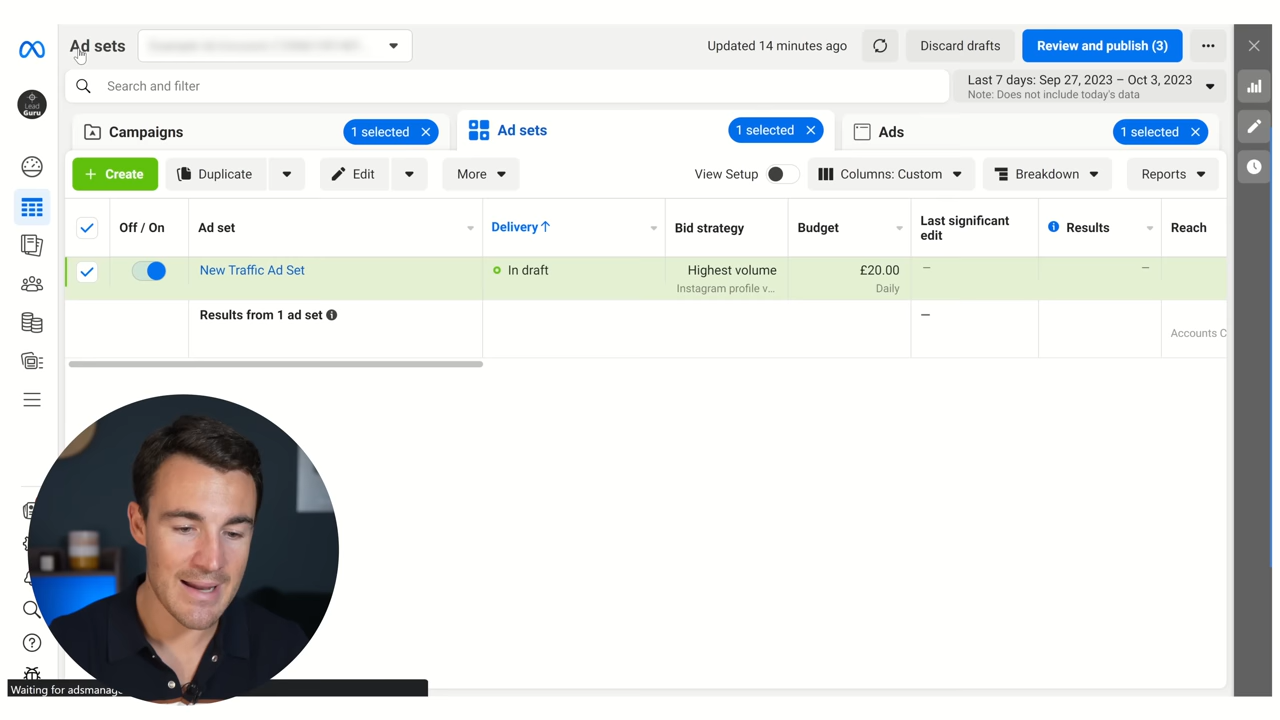 Ad sets
Updated 14 minutes ago
Discard drafts
Review and publish (3)
Search and filter
Last 7 days: Sep 27, 2023 – Oct 3, 2023
Note: Does not include today's data
Lead
Guru
Campaigns
1 selected
Ad sets
1 selected
Ads
1 selected
+ Create
Duplicate
Edit
More
View Setup
Columns: Custom
Breakdown
Reports
Off / On
Ad set
Delivery↑
Bid strategy
Budget
Last significant
edit
Results
Reach
New Traffic Ad Set
In draft
Highest volume
Instagram profile v...
£20.00
Daily
–
–
Results from 1 ad set
–
Accounts C
Waiting for adsmanag